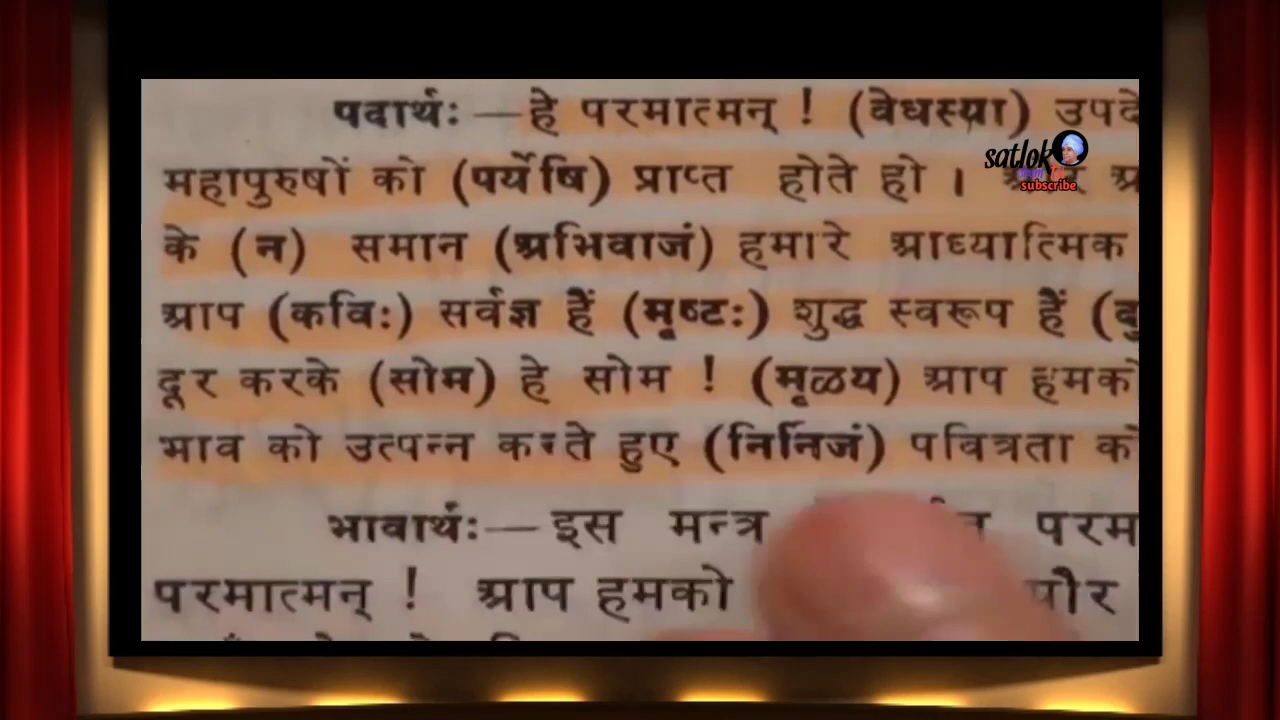 पदार्थः—हे परमात्मन् ! (वेधस्या)
satlok
subscribe
महापुरुषों को (पर्येषि) प्राप्त होते हो ।
के (न) समान (अभिवाजं) हमारे आध्यात्मिक
आप (कविः) सर्वज्ञ हैं (मृष्टः) शुद्ध स्वरूप हैं
दूर करके (सोम) हे सोम ! (मृळय) आप हमको
भाव को उत्पन्न करते हुए (निर्निजं) पवित्रता
भावार्थः—इस मन्त्र
परमात्मन् ! आप हमको